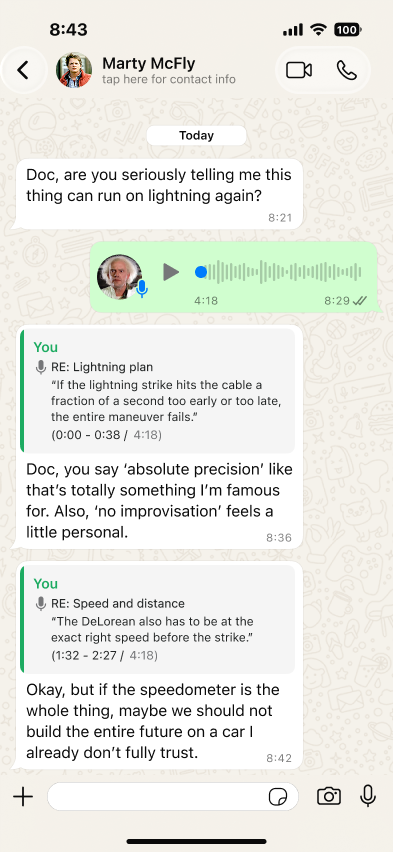 8:43
100
Marty McFly
tap here for contact info
Today
Doc, are you seriously telling me this
thing can run on lightning again?
8:21
4:18
8:29
You
RE: Lightning plan
“If the lightning strike hits the cable a
fraction of a second too early or too late,
the entire maneuver fails.”
(0:00 - 0:38 / 4:18)
Doc, you say ‘absolute precision’ like
that’s totally something I’m famous
for. Also, ‘no improvisation’ feels a
little personal.
8:36
You
RE: Speed and distance
“The DeLorean also has to be at the
exact right speed before the strike.”
(1:32 - 2:27 / 4:18)
Okay, but if the speedometer is the
whole thing, maybe we should not
build the entire future on a car I
already don’t fully trust.
8:42